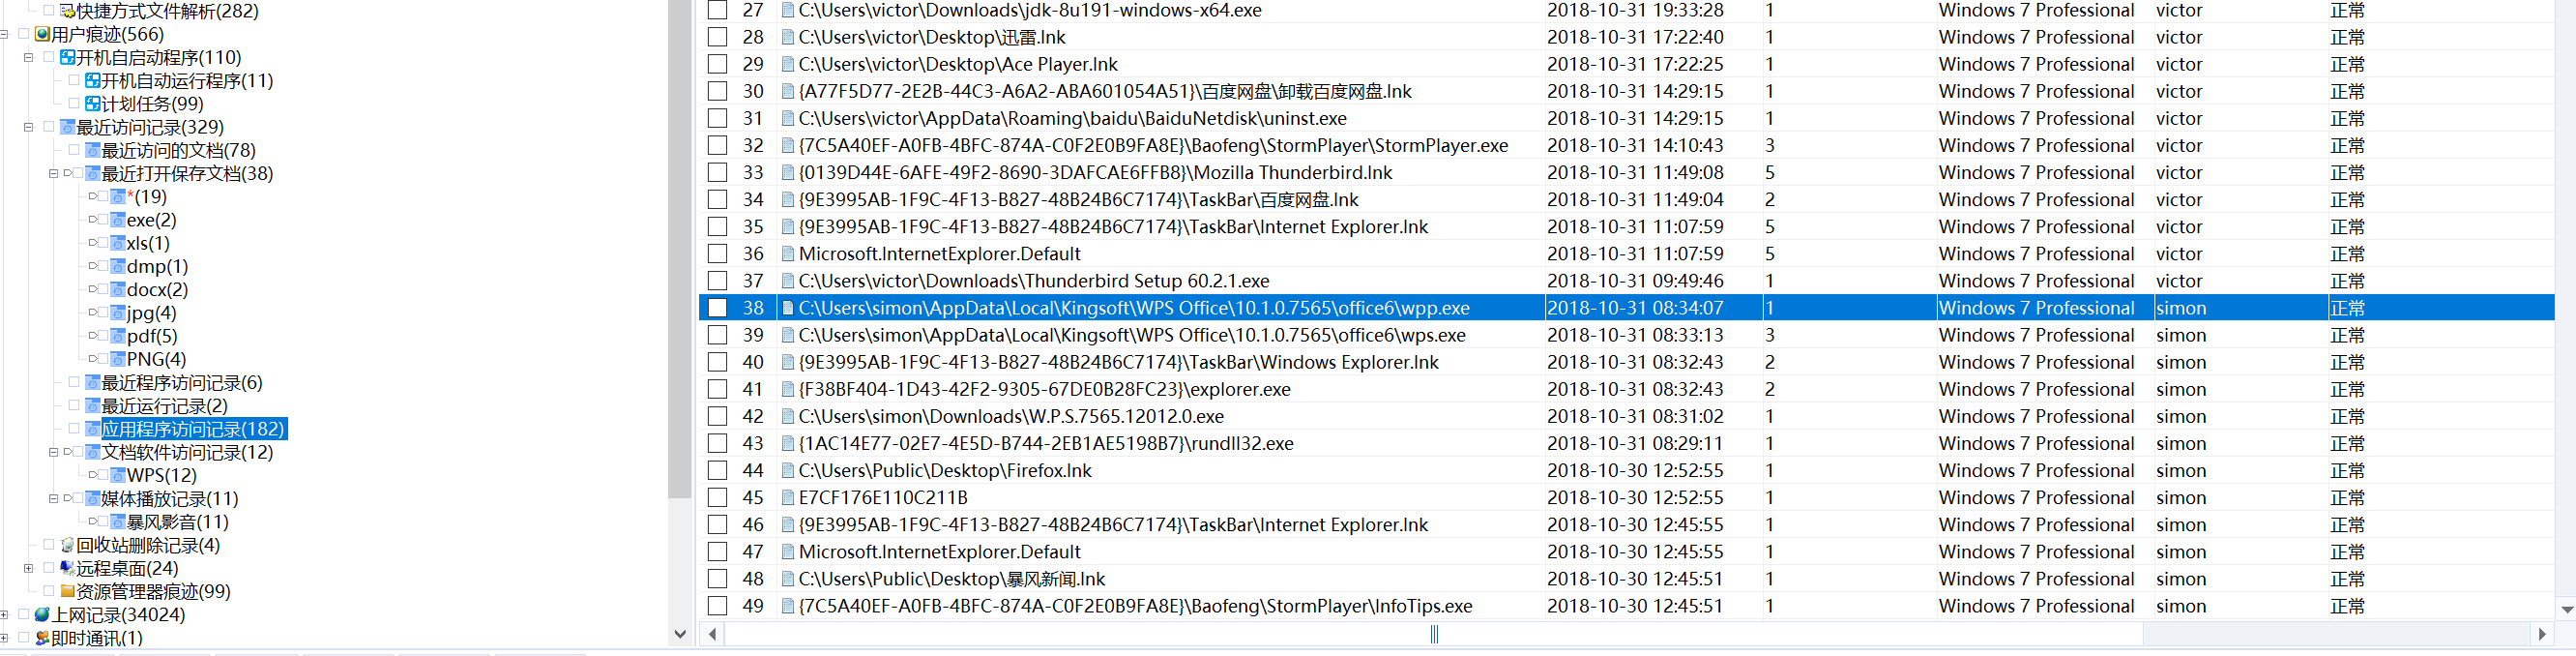 快捷方式文件解析(282)
用户痕迹(566)
开机自启动程序(110)
开机自动运行程序(11)
计划任务(99)
最近访问记录(329)
最近访问的文档(78)
最近打开保存文档(38)
*(19)
exe(2)
xls(1)
dmp(1)
docx(2)
jpg(4)
pdf(5)
PNG(4)
最近程序访问记录(6)
最近运行记录(2)
应用程序访问记录(182)
文档软件访问记录(12)
WPS(12)
媒体播放记录(11)
暴风影音(11)
回收站删除记录(4)
远程桌面(24)
资源管理器痕迹(99)
上网记录(34024)
即时通讯(1)
27 C:\Users\victor\Downloads\jdk-8u191-windows-x64.exe 2018-10-31 19:33:28 1 Windows 7 Professional victor 正常
28 C:\Users\victor\Desktop\迅雷.lnk 2018-10-31 17:22:40 1 Windows 7 Professional victor 正常
29 C:\Users\victor\Desktop\Ace Player.lnk 2018-10-31 17:22:25 1 Windows 7 Professional victor 正常
30 {A77F5D77-2E2B-44C3-A6A2-ABA601054A51}\百度网盘\卸载百度网盘.lnk 2018-10-31 14:29:15 1 Windows 7 Professional victor 正常
31 C:\Users\victor\AppData\Roaming\baidu\BaiduNetdisk\uninst.exe 2018-10-31 14:29:15 1 Windows 7 Professional victor 正常
32 {7C5A40EF-A0FB-4BFC-874A-C0F2E0B9FA8E}\Baofeng\StormPlayer\StormPlayer.exe 2018-10-31 14:10:43 3 Windows 7 Professional victor 正常
33 {0139D44E-6AFE-49F2-8690-3DAFCAE6FFB8}\Mozilla Thunderbird.lnk 2018-10-31 11:49:08 5 Windows 7 Professional victor 正常
34 {9E3995AB-1F9C-4F13-B827-48B24B6C7174}\TaskBar\百度网盘.lnk 2018-10-31 11:49:04 2 Windows 7 Professional victor 正常
35 {9E3995AB-1F9C-4F13-B827-48B24B6C7174}\TaskBar\Internet Explorer.lnk 2018-10-31 11:07:59 5 Windows 7 Professional victor 正常
36 Microsoft.InternetExplorer.Default 2018-10-31 11:07:59 5 Windows 7 Professional victor 正常
37 C:\Users\victor\Downloads\Thunderbird Setup 60.2.1.exe 2018-10-31 09:49:46 1 Windows 7 Professional victor 正常
38 C:\Users\simon\AppData\Local\Kingsoft\WPS Office\10.1.0.7565\office6\wpp.exe 2018-10-31 08:34:07 1 Windows 7 Professional simon 正常
39 C:\Users\simon\AppData\Local\Kingsoft\WPS Office\10.1.0.7565\office6\wps.exe 2018-10-31 08:33:13 3 Windows 7 Professional simon 正常
40 {9E3995AB-1F9C-4F13-B827-48B24B6C7174}\TaskBar\Windows Explorer.lnk 2018-10-31 08:32:43 2 Windows 7 Professional simon 正常
41 {F38BF404-1D43-42F2-9305-67DE0B28FC23}\explorer.exe 2018-10-31 08:32:43 2 Windows 7 Professional simon 正常
42 C:\Users\simon\Downloads\W.P.S.7565.12012.0.exe 2018-10-31 08:31:02 1 Windows 7 Professional simon 正常
43 {1AC14E77-02E7-4E5D-B744-2EB1AE5198B7}\rundll32.exe 2018-10-31 08:29:11 1 Windows 7 Professional simon 正常
44 C:\Users\Public\Desktop\Firefox.lnk 2018-10-30 12:52:55 1 Windows 7 Professional simon 正常
45 E7CF176E110C211B 2018-10-30 12:52:55 1 Windows 7 Professional simon 正常
46 {9E3995AB-1F9C-4F13-B827-48B24B6C7174}\TaskBar\Internet Explorer.lnk 2018-10-30 12:45:55 1 Windows 7 Professional simon 正常
47 Microsoft.InternetExplorer.Default 2018-10-30 12:45:55 1 Windows 7 Professional simon 正常
48 C:\Users\Public\Desktop\暴风新闻.lnk 2018-10-30 12:45:51 1 Windows 7 Professional simon 正常
49 {7C5A40EF-A0FB-4BFC-874A-C0F2E0B9FA8E}\Baofeng\StormPlayer\InfoTips.exe 2018-10-30 12:45:51 1 Windows 7 Professional simon 正常